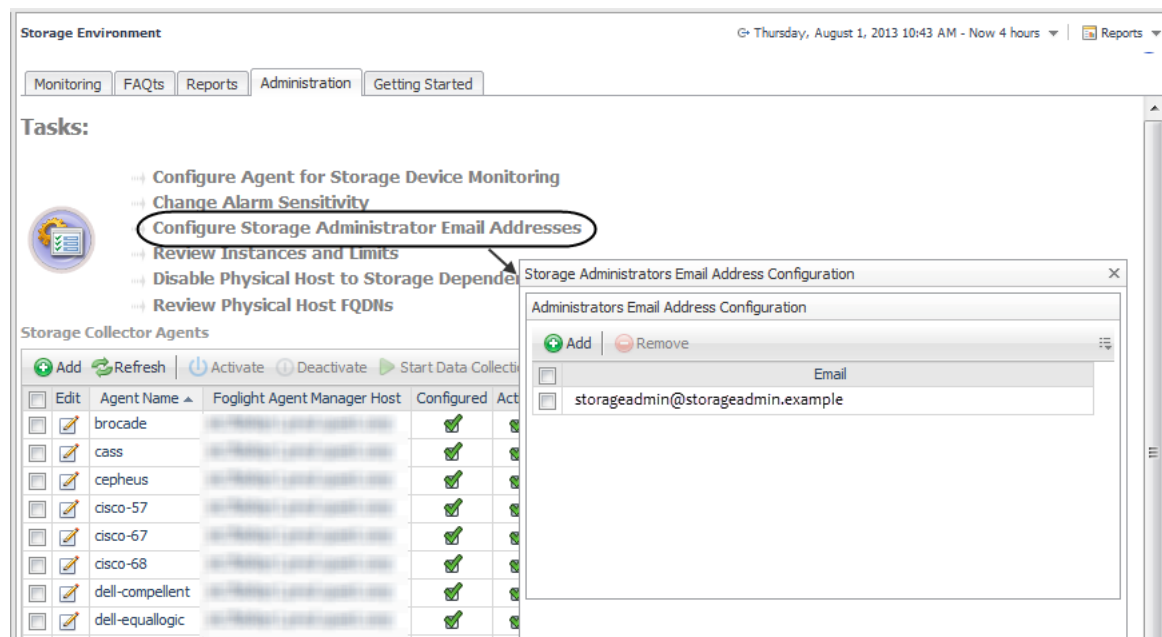 Storage Environment
Thursday, August 1, 2013 10:43 AM - Now 4 hours
Reports
Monitoring
FAQts
Reports
Administration
Getting Started
Tasks:
Configure Agent for Storage Device Monitoring
Change Alarm Sensitivity
Configure Storage Administrator Email Addresses
Review Instances and Limits
Disable Physical Host to Storage Depende
Review Physical Host FQDNs
Storage Collector Agents
Add Refresh Activate Deactivate Start Data Collecti
Edit Agent Name Foglight Agent Manager Host Configured Act
brocade
cass
cepheus
cisco-57
cisco-67
cisco-68
dell-compellent
dell-equallogic
Storage Administrators Email Address Configuration
Administrators Email Address Configuration
Add Remove
Email
storageadmin@storageadmin.example